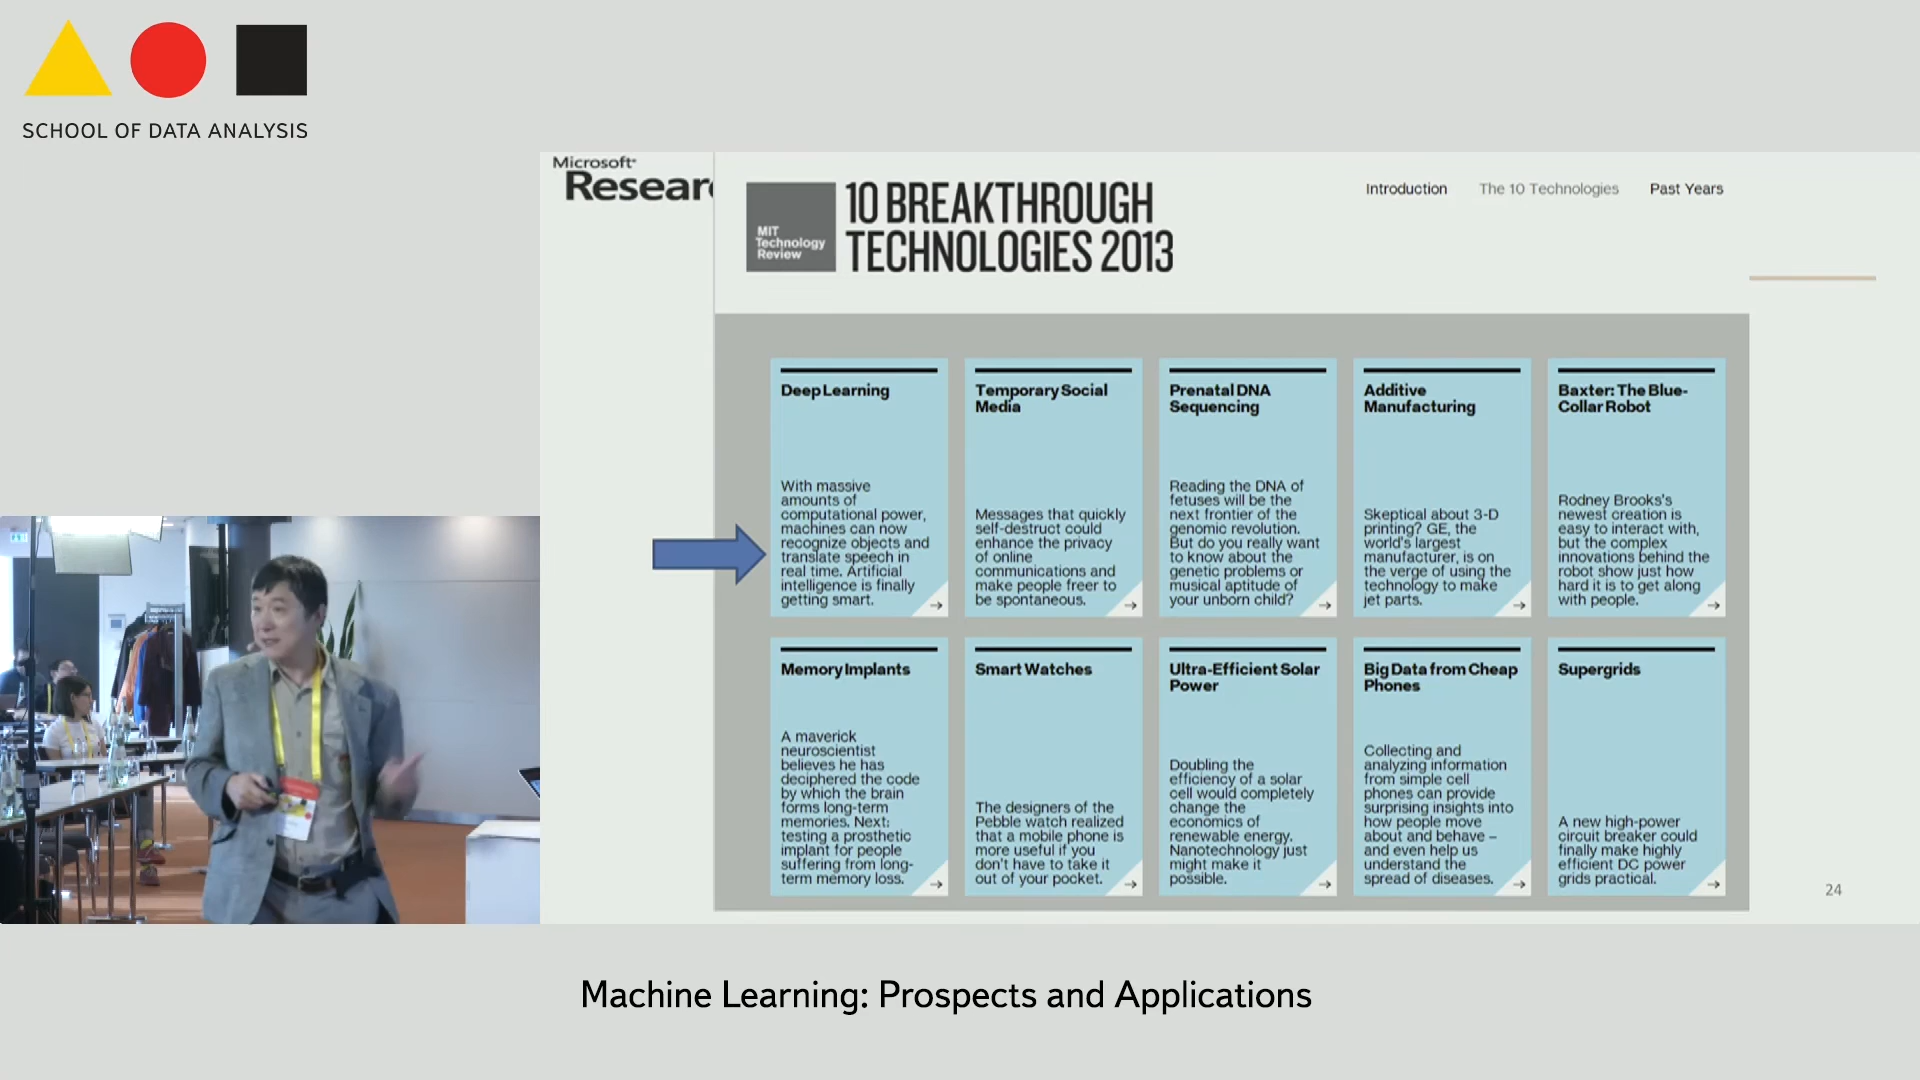 SCHOOL OF DATA ANALYSIS
Microsoft
Resear
MIT
Technology
Review
10 BREAKTHROUGH
TECHNOLOGIES 2013
Introduction
The 10 Technologies
Past Years
Deep Learning
With massive
amounts of
computational power,
machines can now
recognize objects and
translate speech in
real time. Artificial
intelligence is finally
getting smart.
Temporary Social
Media
Messages that quickly
self-destruct could
enhance the privacy
of online
communications and
make people freer to
be spontaneous.
Prenatal DNA
Sequencing
Reading the DNA of
fetuses will be the
next frontier of the
genomic revolution.
But do you really want
to know about the
genetic problems or
musical aptitude of
your unborn child?
Additive
Manufacturing
Skeptical about 3-D
printing? GE, the
world's largest
manufacturer, is on
the verge of using the
technology to make
jet parts.
Baxter: The Blue-
Collar Robot
Rodney Brooks's
newest creation is
easy to interact with,
but the complex
innovations behind the
robot show just how
hard it is to get along
with people.
Memory Implants
A maverick
neuroscientist
believes he has
deciphered the code
by which the brain
forms long-term
memories. Next:
testing a prosthetic
implant for people
suffering from long-
term memory loss.
Smart Watches
The designers of the
Pebble watch realized
that a mobile phone is
more useful if you
don't have to take it
out of your pocket.
Ultra-Efficient Solar
Power
Doubling the
efficiency of a solar
cell would completely
change the
economics of
renewable energy.
Nanotechnology just
might make it
possible.
Big Data from Cheap
Phones
Collecting and
analyzing information
from simple cell
phones can provide
surprising insights into
how people move
about and behave –
and even help us
understand the
spread of diseases.
Supergrids
A new high-power
circuit breaker could
finally make highly
efficient DC power
grids practical.
24
Machine Learning: Prospects and Applications